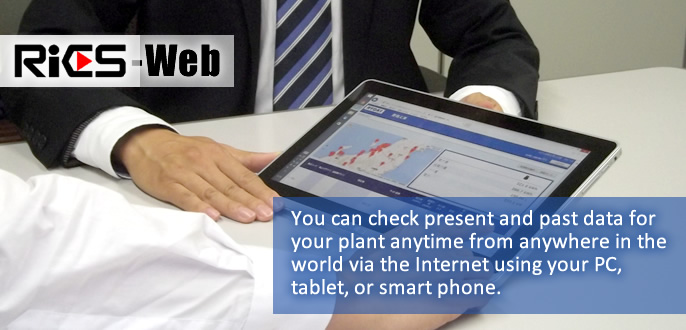 RiCS-Web
You can check present and past data for
your plant anytime from anywhere in the
world via the Internet using your PC,
tablet, or smart phone.